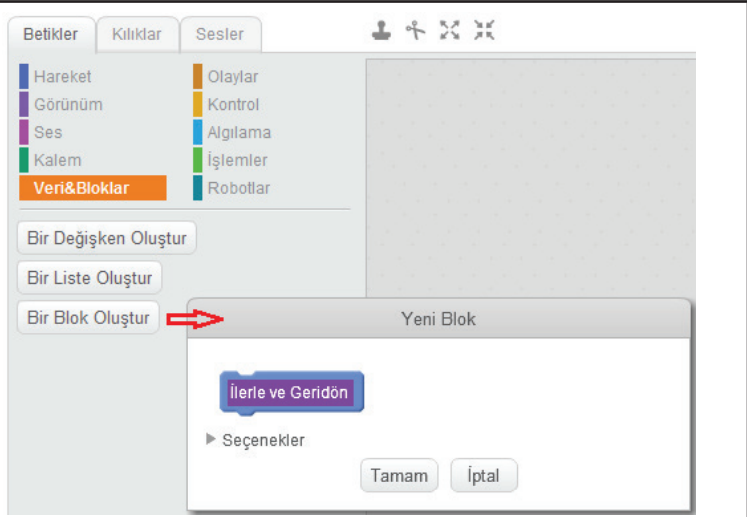 Betikler Kılıklar Sesler
Hareket Olaylar
Görünüm Kontrol
Ses Algılama
Kalem İşlemler
Veri&Bloklar Robotlar
Bir Değişken Oluştur
Bir Liste Oluştur
Bir Blok Oluştur Yeni Blok
İlerle ve Geridön
Seçenekler
Tamam İptal